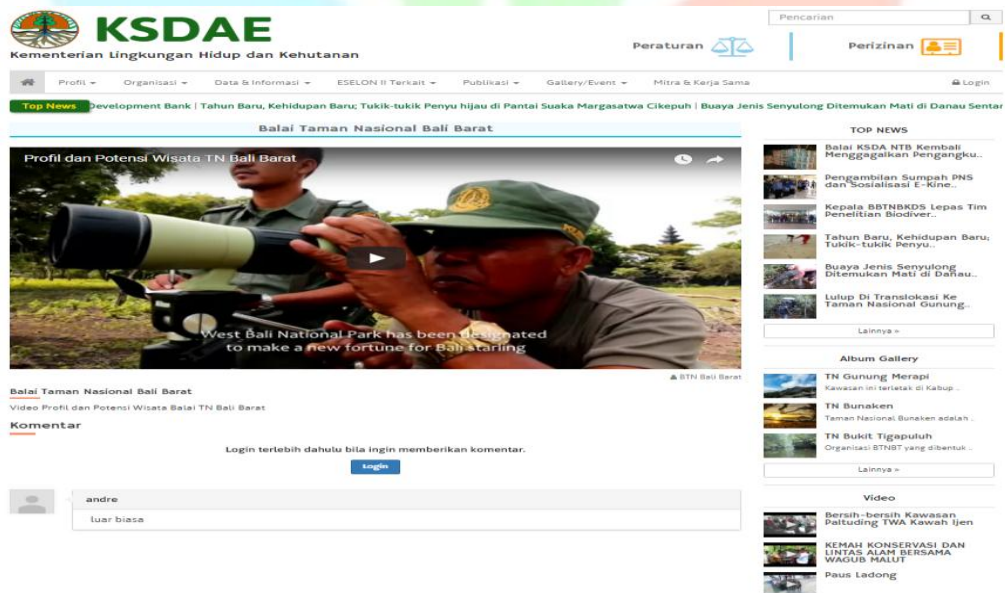 KSDAE
Kementerian Lingkungan Hidup dan Kehutanan
Pencarian
Peraturan
Perizinan
Profil
Organisasi
Data & Informasi
ESELON II Terkait
Publikasi
Gallery/Event
Mitra & Kerja Sama
Login
Top News
Development Bank | Tahun Baru, Kehidupan Baru; Tukik-tukik Penyu hijau di Pantai Suaka Margasatwa Cikepuh | Buaya Jenis Senyulong Ditemukan Mati di Danau Sentar
Balai Taman Nasional Bali Barat
Profil dan Potensi Wisata TN Bali Barat
West Bali National Park has been designated
to make a new fortune for Bali starling
BTN Bali Barat
Balai Taman Nasional Bali Barat
Video Profil dan Potensi Wisata Balai TN Bali Barat
Komentar
Login terlebih dahulu bila ingin memberikan komentar.
Login
andre
luar biasa
TOP NEWS
Balai KSDA NTB Kembali
Menggagalkan Pengangku..
Pengambilan Sumpah PNS
dan Sosialisasi E-Kine..
Kepala BBTNBKDS Lepas Tim
Penelitian Biodiver..
Tahun Baru, Kehidupan Baru;
Tukik-tukik Penyu..
Buaya Jenis Senyulong
Ditemukan Mati di Danau..
Lulup Di Translokasi Ke
Taman Nasional Gunung..
Lainnya »
Album Gallery
TN Gunung Merapi
Kawasan ini terletak di Kabup ..
TN Bunaken
Taman Nasional Bunaken adalah ..
TN Bukit Tigapuluh
Organisasi BTNBT yang dibentuk ..
Lainnya »
Video
Bersih-bersih Kawasan
Paltuding TWA Kawah Ijen
KEMAH KONSERVASI DAN
LINTAS ALAM BERSAMA
WAGUB MALUT
Paus Ladong